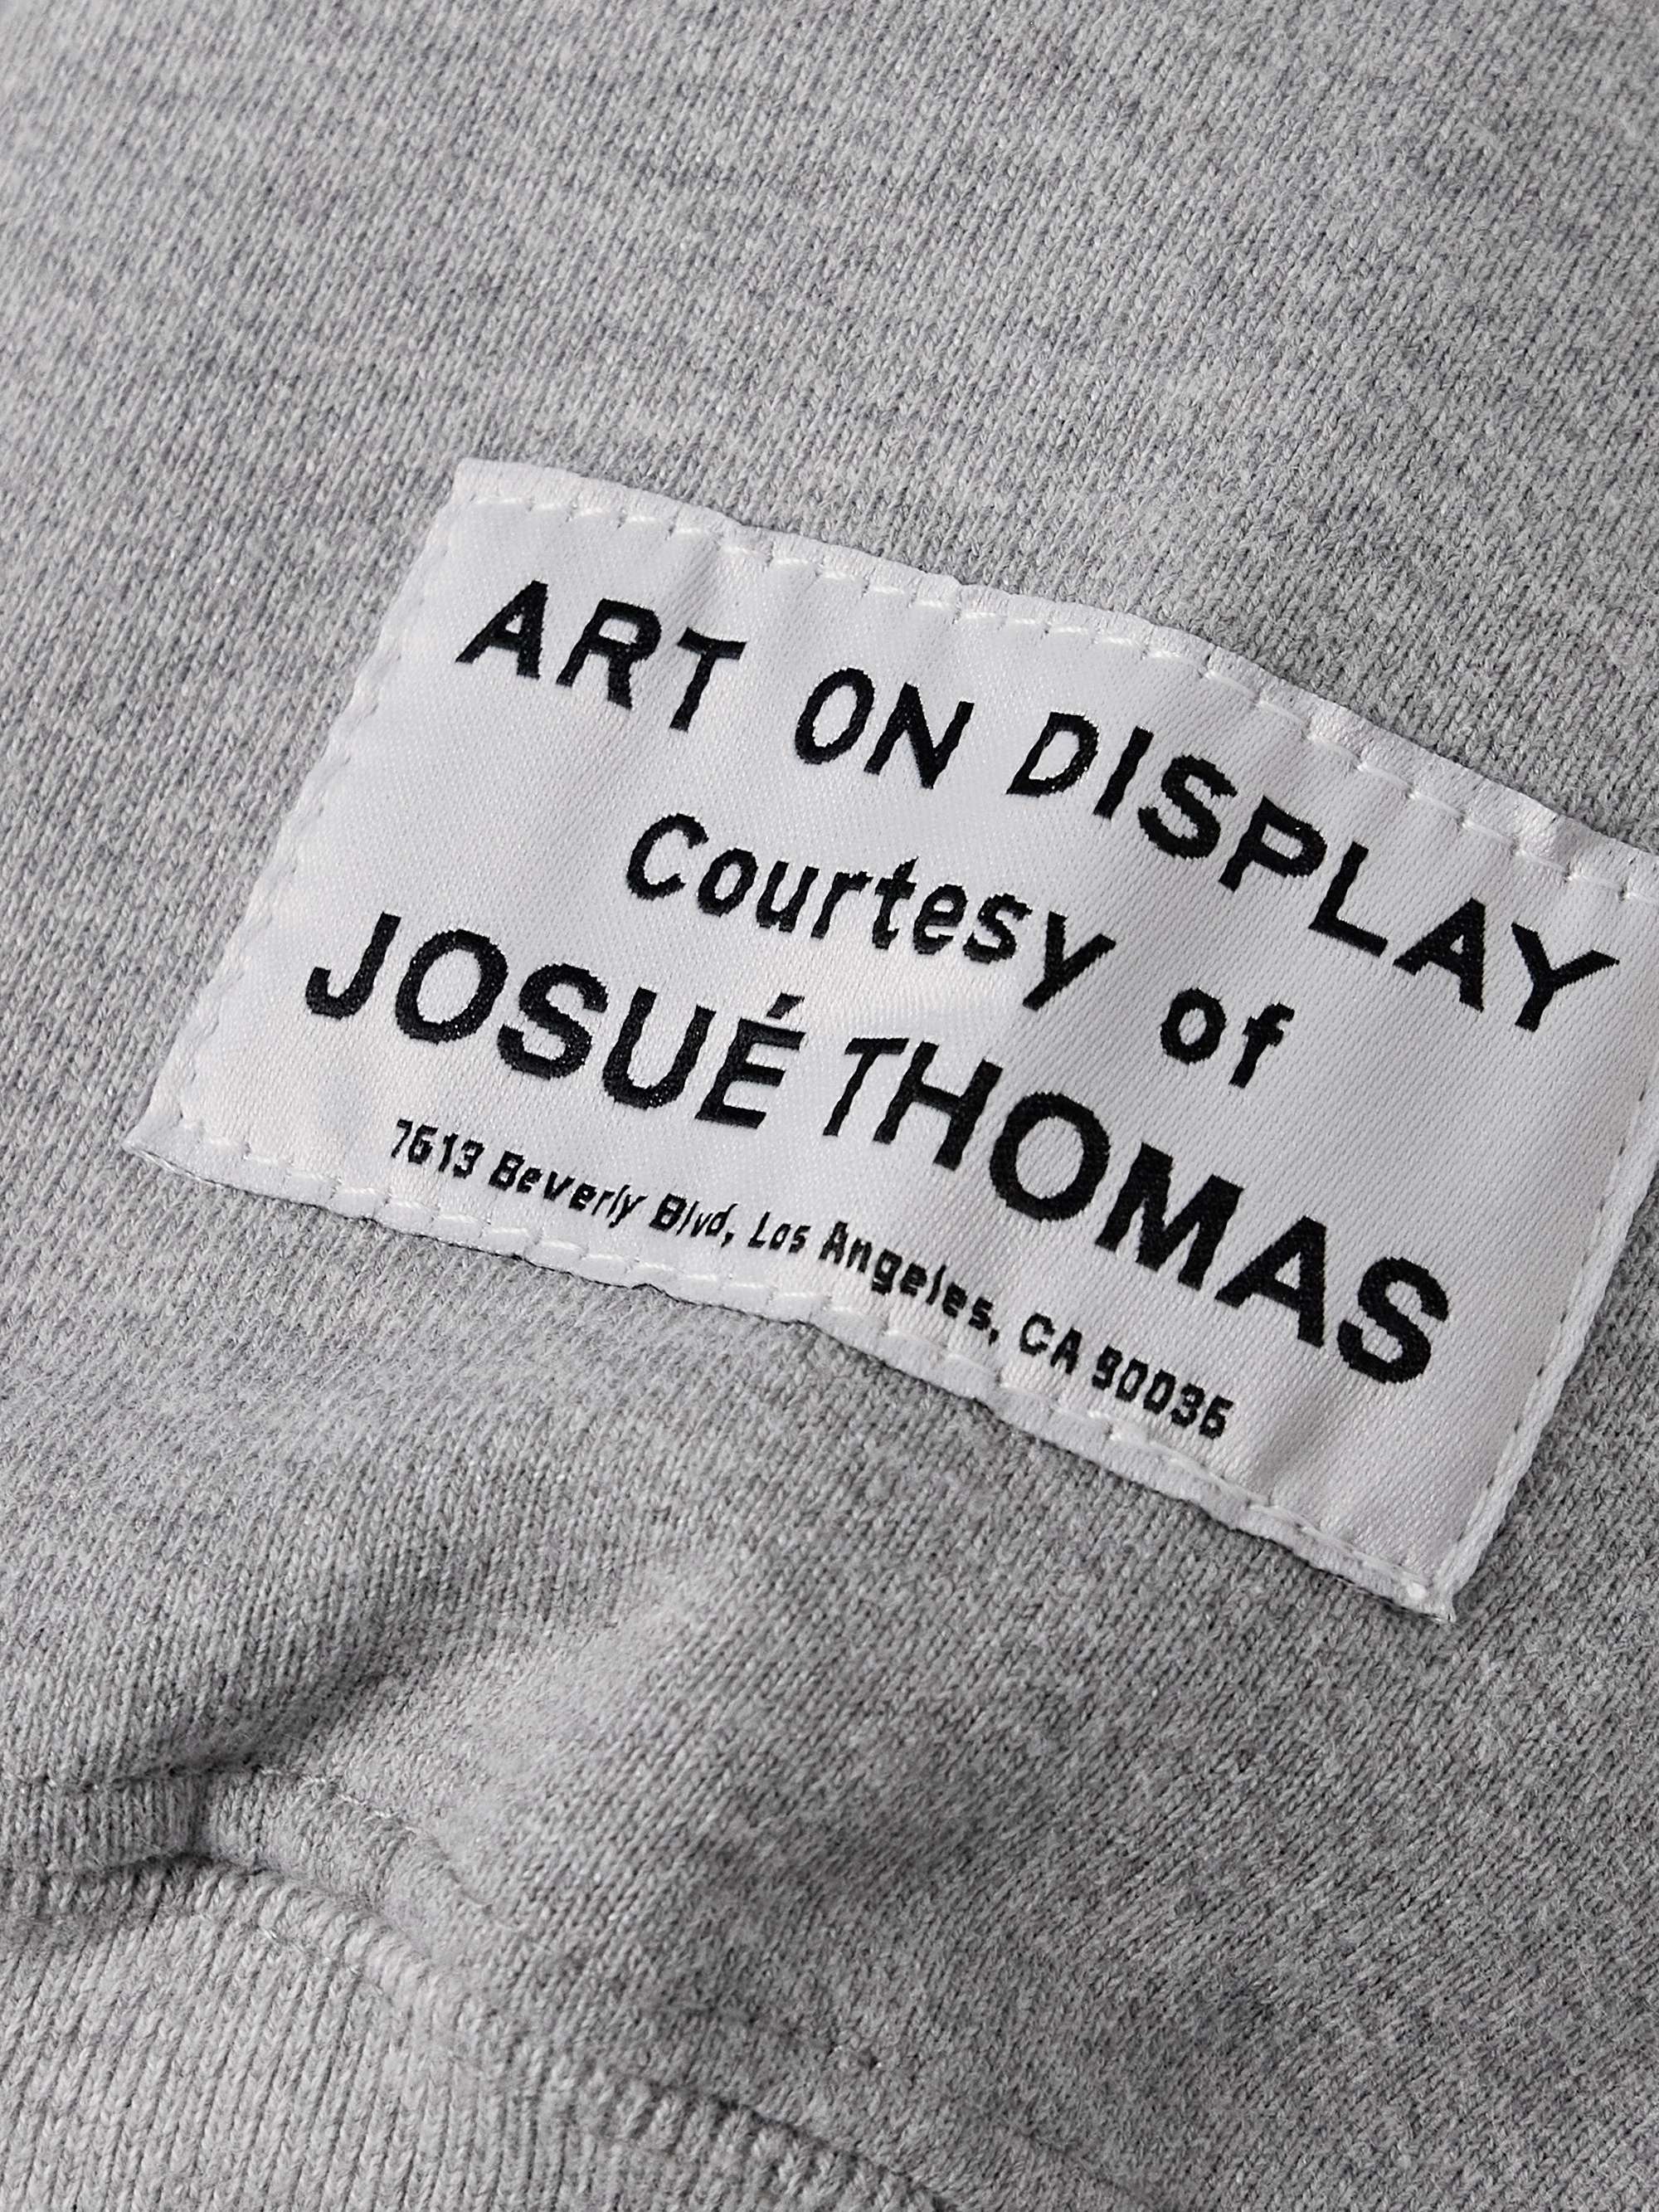 ART ON DISPLAY
Courtesy of
JOSUÉ THOMAS
7613 Beverly Blvd, Los Angeles, CA 90036